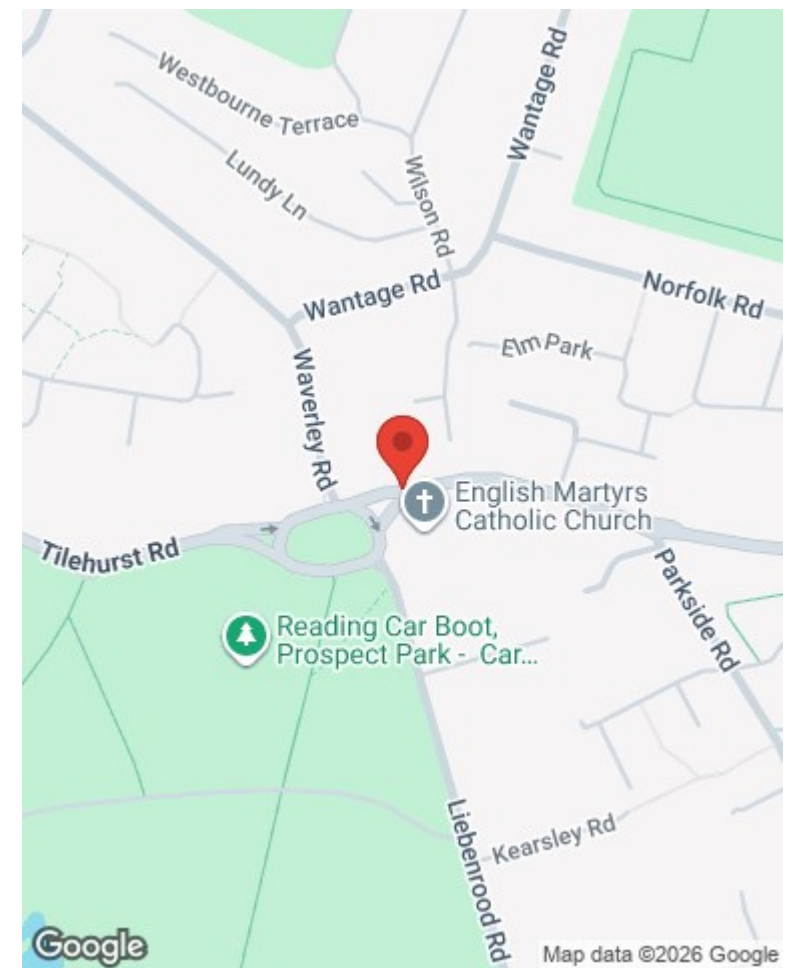 Wantage Rd
Westbourne Terrace
Lundy Ln
Wilson Rd
Wantage Rd
Norfolk Rd
Elm Park
Waverley Rd
English Martyrs
Catholic Church
Tilehurst Rd
Parkside Rd
Reading Car Boot,
Prospect Park - Car...
Liebenrood Rd
Kearsley Rd
Google
Map data ©2026 Google